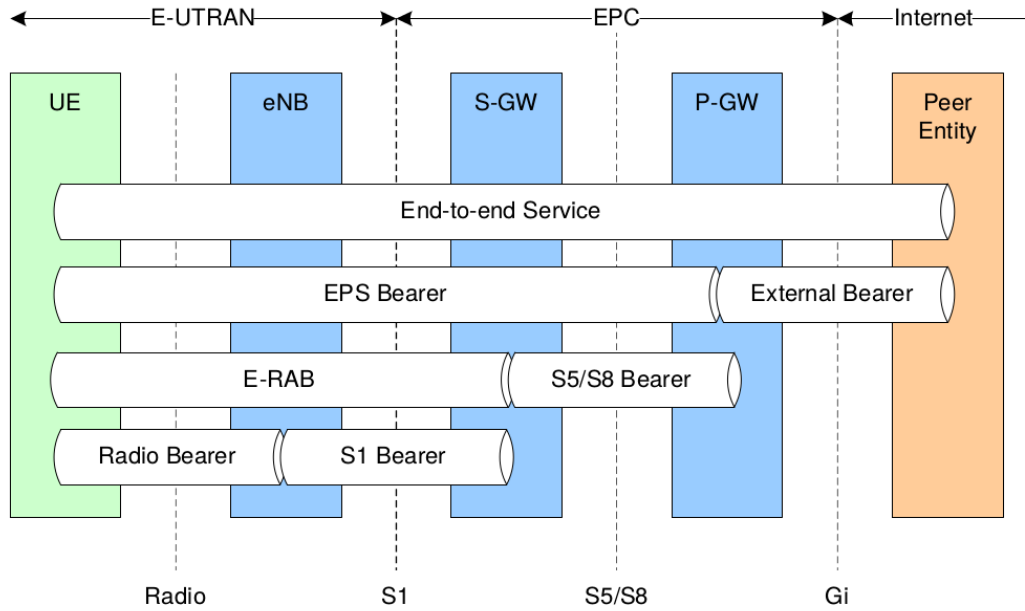 E-UTRAN
EPC
Internet
UE
eNB
S-GW
P-GW
Peer
Entity
End-to-end Service
EPS Bearer
External Bearer
E-RAB
S5/S8 Bearer
Radio Bearer
S1 Bearer
Radio
S1
S5/S8
Gi